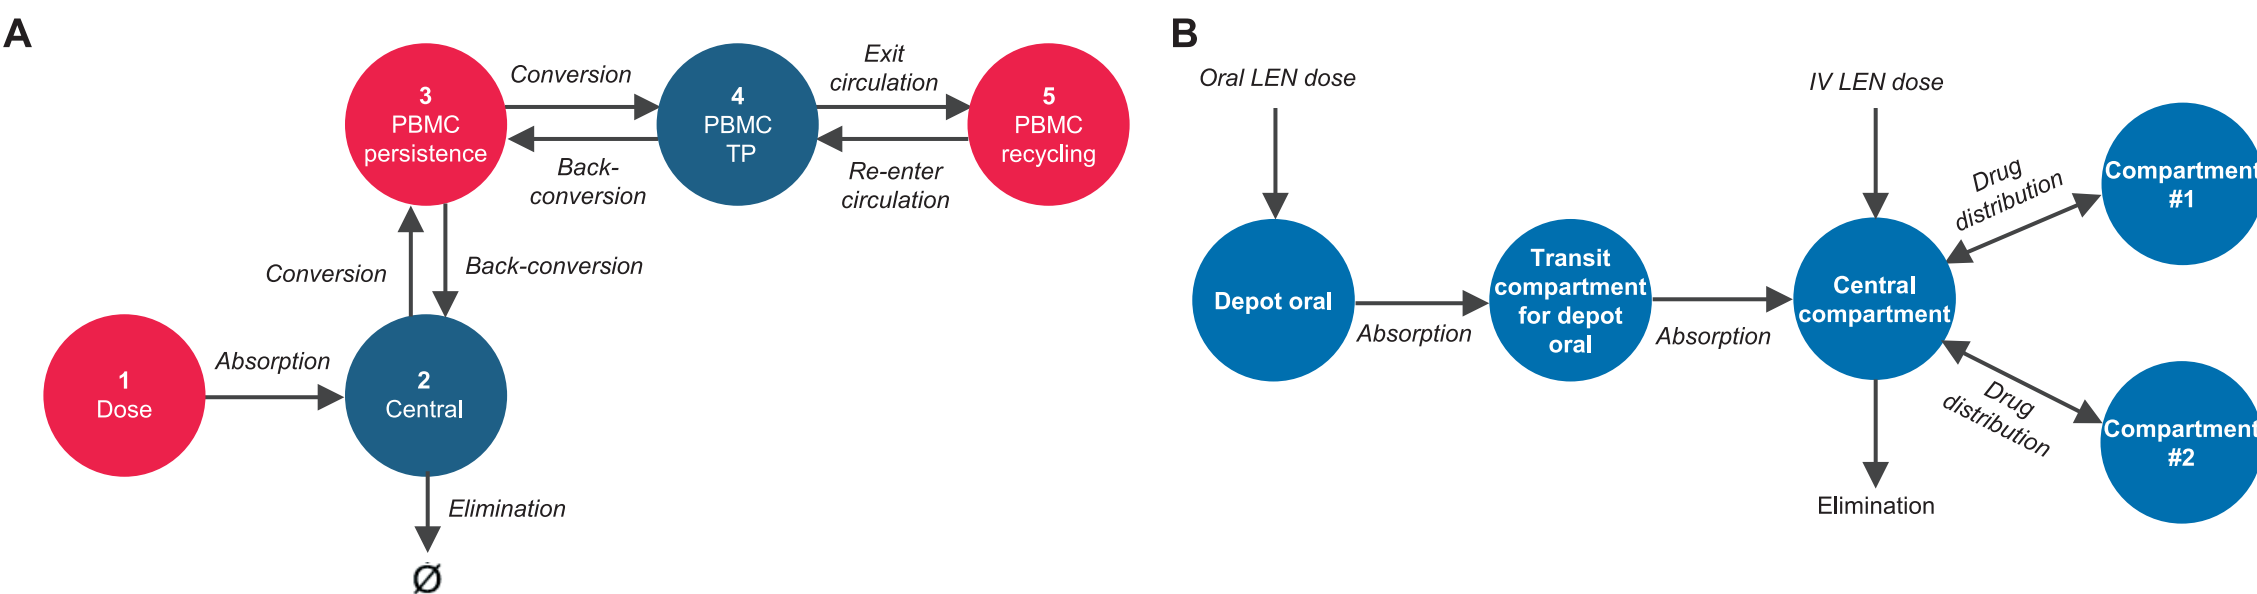 A
Conversion
Exit
circulation
3
PBMC
persistence
4
PBMC
TP
5
PBMC
recycling
Back-
conversion
Re-enter
circulation
Conversion
Back-conversion
Absorption
1
Dose
2
Central
Elimination
Ø
B
Oral LEN dose
IV LEN dose
Depot oral
Absorption
Transit
compartment
for depot
oral
Absorption
Central
compartment
Drug
distribution
Compartment
#1
Drug
distribution
Compartment
#2
Elimination